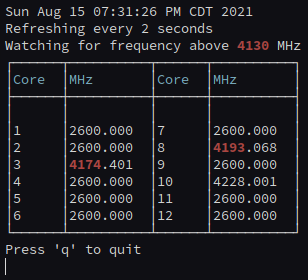 Sun Aug 15 07:31:26 PM CDT 2021
Refreshing every 2 seconds
Watching for frequency above 4130 MHz
Core MHz Core MHz
1 2600.000 7 2600.000
2 2600.000 8 4193.068
3 4174.401 9 2600.000
4 2600.000 10 4228.001
5 2600.000 11 2600.000
6 2600.000 12 2600.000
Press 'q' to quit